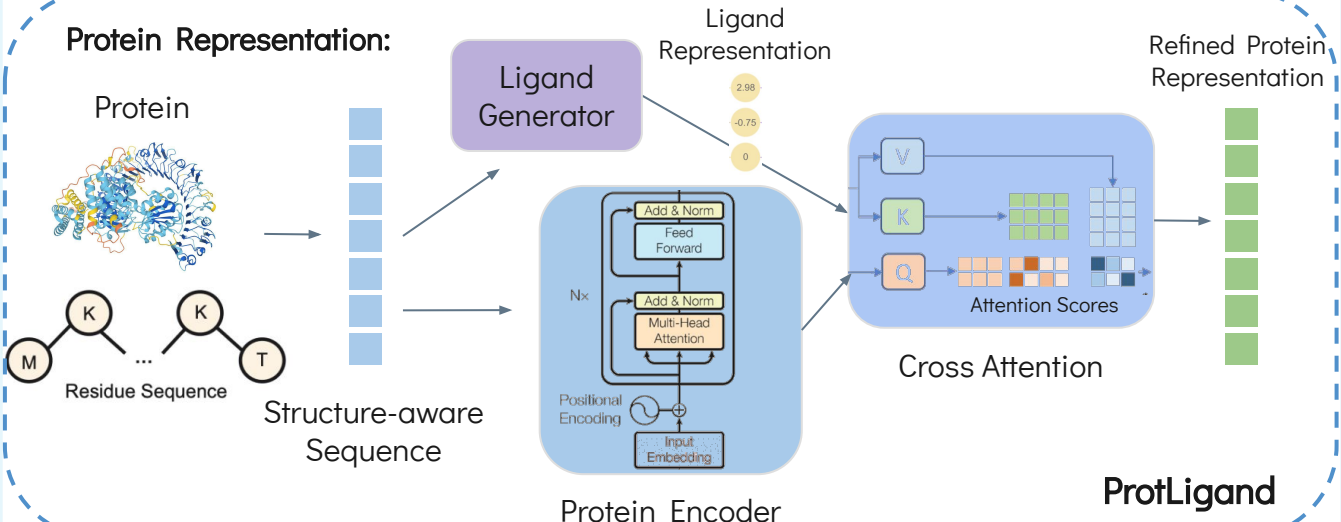 Protein Representation:
Protein
M
K
...
K
T
Residue Sequence
Structure-aware
Sequence
Ligand
Generator
Ligand
Representation
2.98
-0.75
0
Add & Norm
Feed
Forward
Nx
Add & Norm
Multi-Head
Attention
Positional
Encoding
Input
Embedding
Protein Encoder
V
K
Q
Attention Scores
Cross Attention
Refined Protein
Representation
ProtLigand